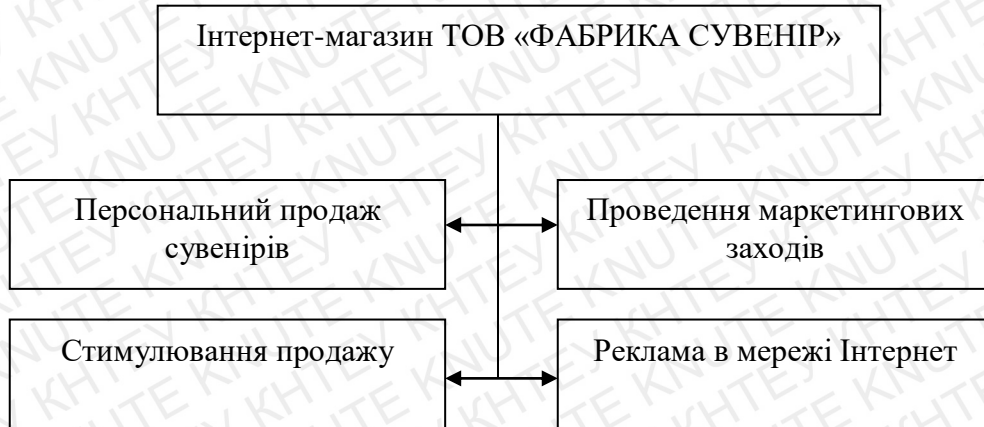 Інтернет-магазин ТОВ «ФАБРИКА СУВЕНІР»
Персональний продаж
сувенірів
Проведення маркетингових
заходів
Стимулювання продажу
Реклама в мережі Інтернет